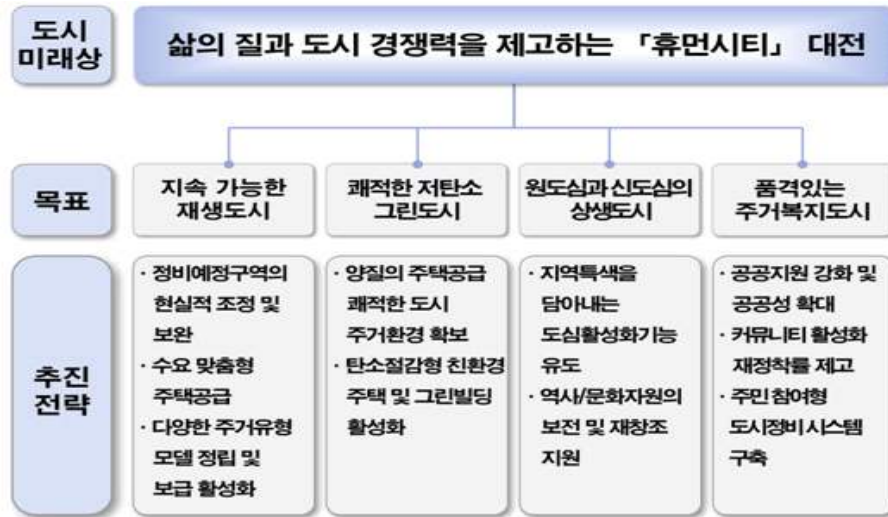 도시
미래상
삶의 질과 도시 경쟁력을 제고하는 「휴먼시티」 대전
목표
지속 가능한
재생도시
쾌적한 저탄소
그린도시
원도심과 신도심의
상생도시
품격있는
주거복지도시
추진
전략
· 정비예정구역의
현실적 조정 및
보완
· 수요 맞춤형
주택공급
· 다양한 주거유형
모델 정립 및
보급 활성화
· 양질의 주택공급
쾌적한 도시
주거환경 확보
· 탄소절감형 친환경
주택 및 그린빌딩
활성화
· 지역특색을
담아내는
도심활성화기능
유도
· 역사/문화자원의
보전 및 재창조
지원
· 공공지원 강화 및
공공성 확대
· 커뮤니티 활성화
재정착률 제고
· 주민 참여형
도시정비 시스템
구축